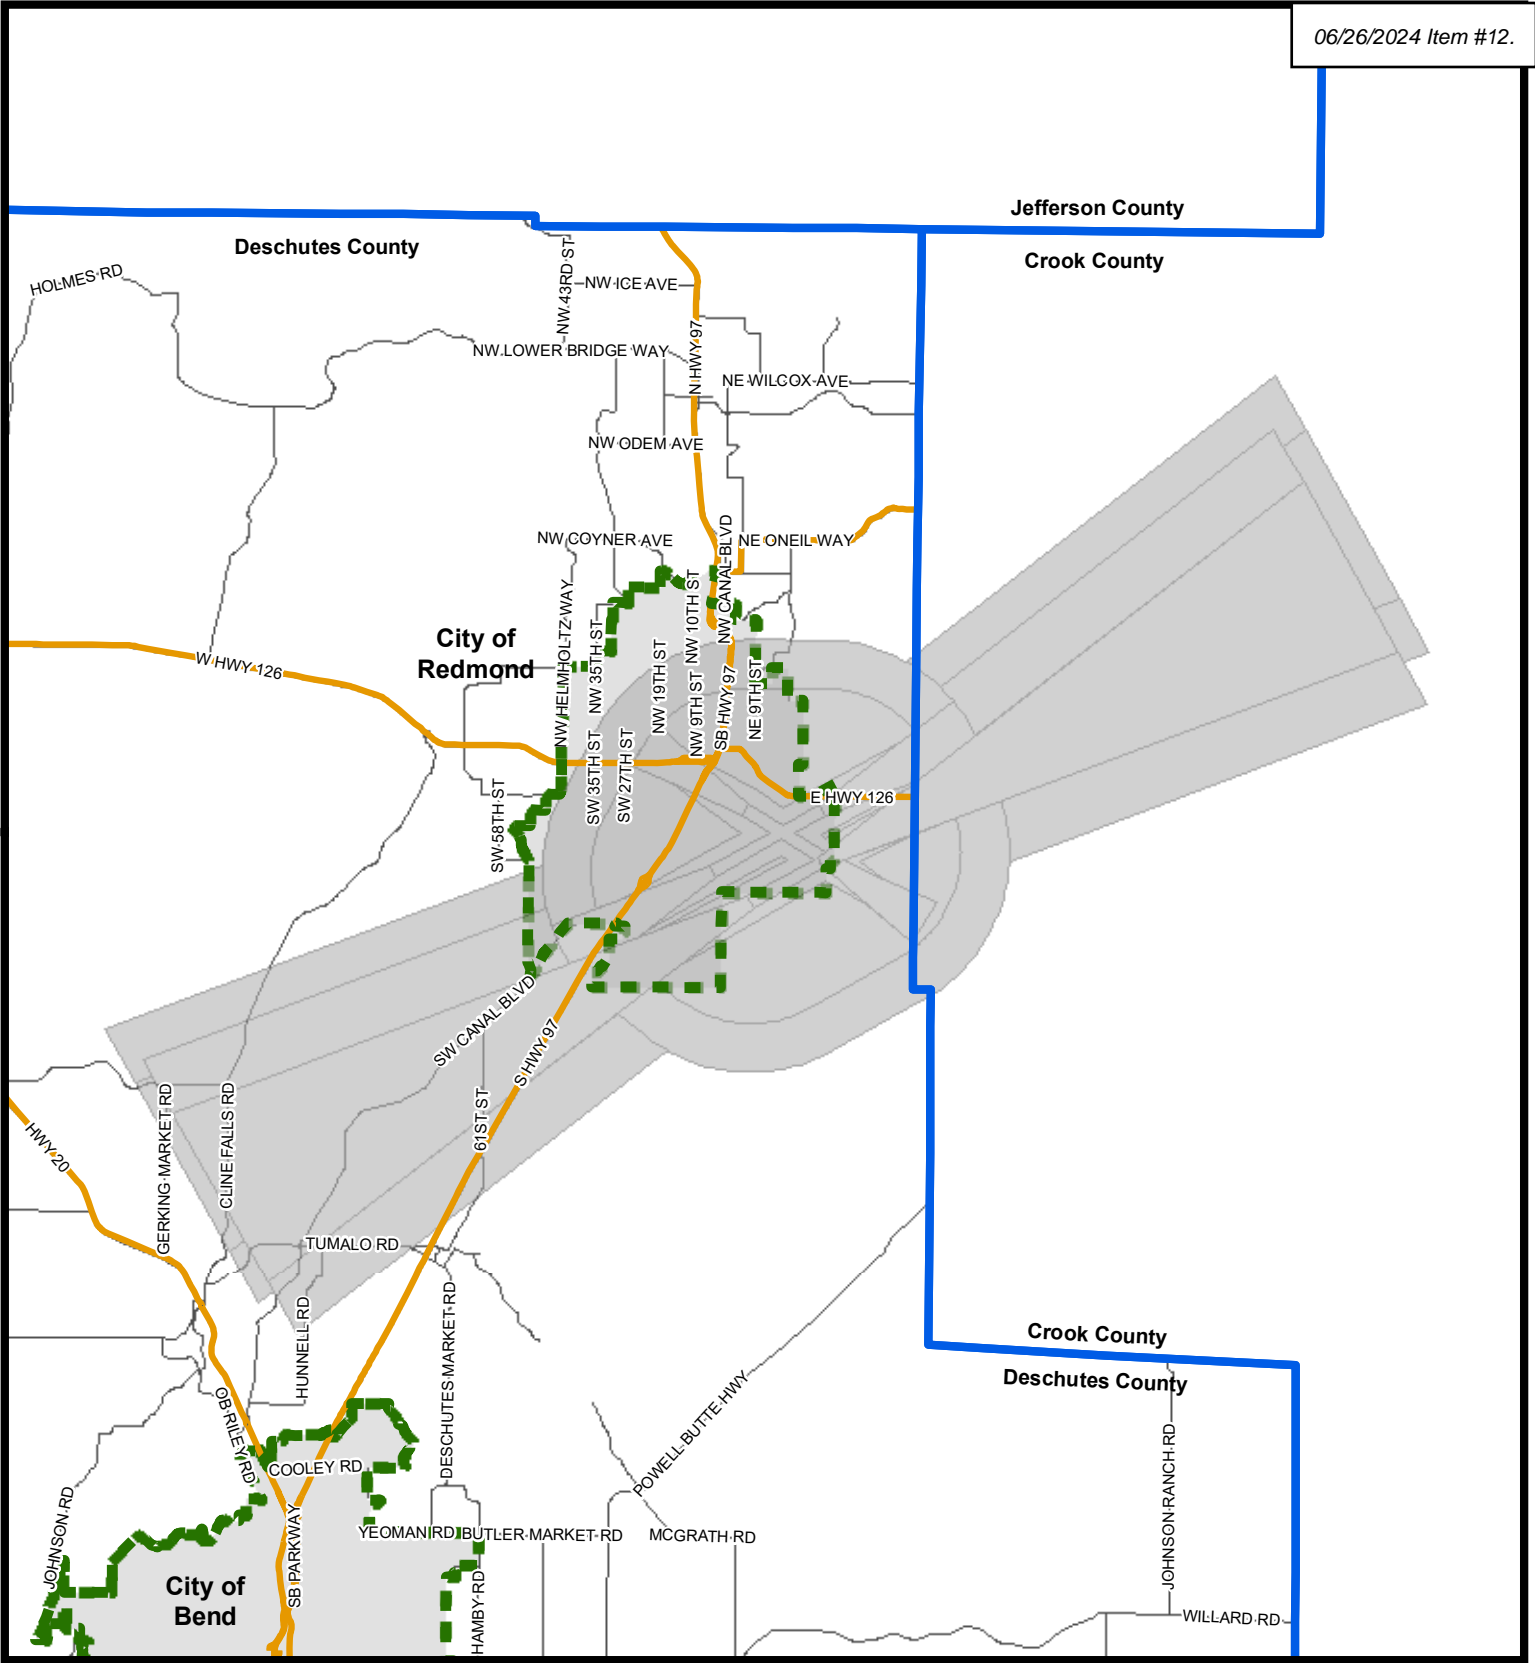 06/26/2024 Item #12.
Jefferson County
Deschutes County
Crook County
HOLMES RD
NW 43RD ST
NW ICE AVE
N HWY 97
NW LOWER BRIDGE WAY
NE WILCOX AVE
NW ODEM AVE
NW COYNER AVE
NW CANAL BLVD
NE ONEIL WAY
NW HELMHOLTZ WAY
NW 10TH ST
City of
Redmond
NW 35TH ST
NW 19TH ST
W HWY 126
NW 9TH ST
SB HWY 97
NE 9TH ST
SW 35TH ST
SW 27TH ST
SW 58TH ST
E HWY 126
SW CANAL BLVD
S HWY 97
61ST ST
HWY 20
GERKING MARKET RD
CLINE FALLS RD
TUMALO RD
HUNNELL RD
DESCHUTES MARKET RD
Crook County
Deschutes County
OB RILEY RD
COOLEY RD
POWELL BUTTE HWY
JOHNSON RANCH RD
JOHNSON RD
SB PARKWAY
YEOMAN RD
BUTLER MARKET RD
MCGRATH RD
City of
Bend
HAMBY RD
WILLARD RD